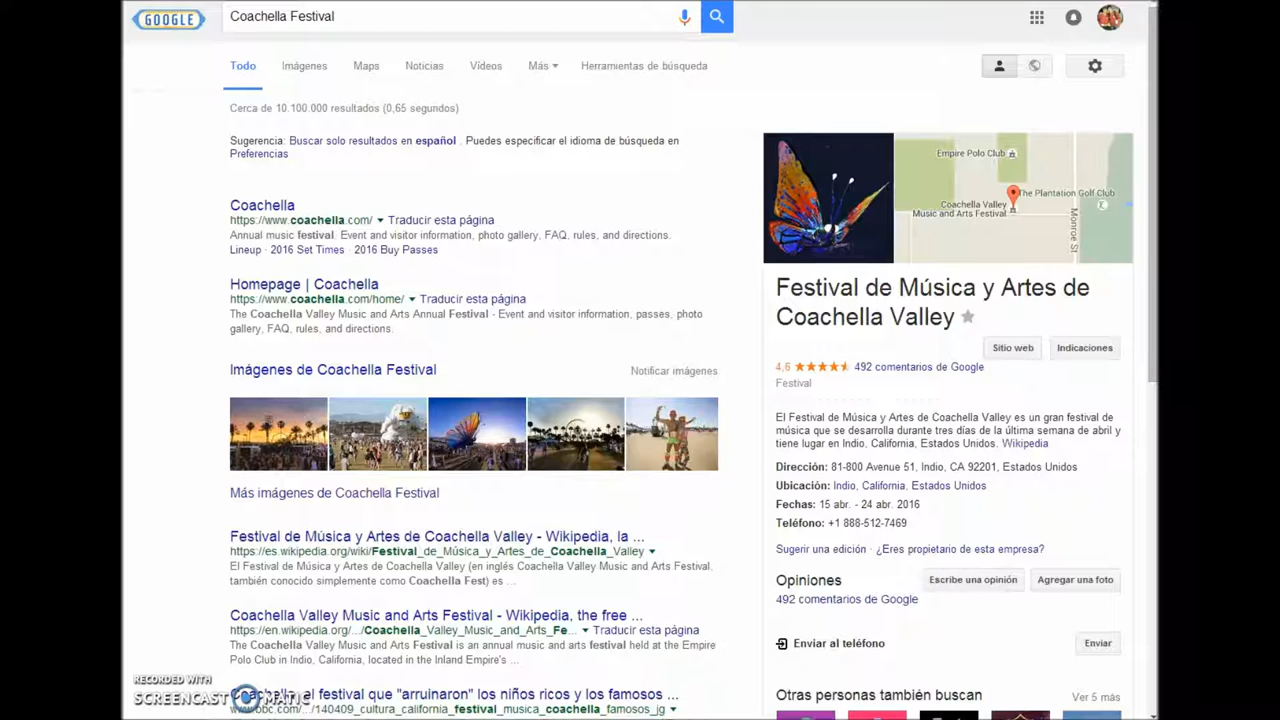 GOOGLE
Coachella Festival
Todo
Imágenes
Maps
Noticias
Vídeos
Más
Herramientas de búsqueda
Cerca de 10.100.000 resultados (0,65 segundos)
Sugerencia: Buscar solo resultados en español . Puedes especificar el idioma de búsqueda en
Preferencias
Coachella
https://www.coachella.com/ Traducir esta página
Annual music festival. Event and visitor information, photo gallery, FAQ, rules, and directions.
Lineup · 2016 Set Times · 2016 Buy Passes
Homepage | Coachella
https://www.coachella.com/home/ Traducir esta página
The Coachella Valley Music and Arts Annual Festival - Event and visitor information, passes, photo
gallery, FAQ, rules, and directions.
Imágenes de Coachella Festival
Notificar imágenes
Más imágenes de Coachella Festival
Festival de Música y Artes de Coachella Valley - Wikipedia, la ...
https://es.wikipedia.org/wiki/Festival_de_Música_y_Artes_de_Coachella_Valley
El Festival de Música y Artes de Coachella Valley (en inglés Coachella Valley Music and Arts Festival.
también conocido simplemente como Coachella Fest) es ...
Coachella Valley Music and Arts Festival - Wikipedia, the free ...
https://en.wikipedia.org/.../Coachella_Valley_Music_and_Arts_Fe... Traducir esta página
The Coachella Valley Music and Arts Festival is an annual music and arts festival held at the Empire
Polo Club in Indio, California, located in the Inland Empire's ...
Coachella, el festival que "arruinaron" los niños ricos y los famosos ...
www.bbc.com/.../140409_cultura_california_festival_musica_coachella_famosos_jg
RECORDED WITH
SCREENCAST MATIC
Empire Polo Club
The Plantation Golf Club
Coachella Valley
Music and Arts Festival
Monroe St
Festival de Música y Artes de
Coachella Valley
Sitio web
Indicaciones
4,6 492 comentarios de Google
Festival
El Festival de Música y Artes de Coachella Valley es un gran festival de
música que se desarrolla durante tres días de la última semana de abril y
tiene lugar en Indio, California, Estados Unidos. Wikipedia
Dirección: 81-800 Avenue 51, Indio, CA 92201, Estados Unidos
Ubicación: Indio, California, Estados Unidos
Fechas: 15 abr. - 24 abr. 2016
Teléfono: +1 888-512-7469
Sugerir una edición · ¿Eres propietario de esta empresa?
Opiniones
Escribe una opinión
Agregar una foto
492 comentarios de Google
Enviar al teléfono
Enviar
Otras personas también buscan
Ver 5 más